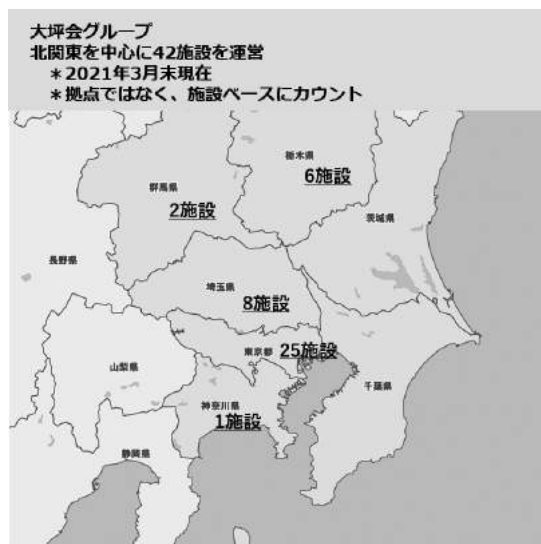 大坪会グループ
北関東を中心に42施設を運営
＊2021年3月末現在
＊拠点ではなく、施設ベースにカウント
栃木県
6施設
群馬県
2施設
茨城県
長野県
埼玉県
8施設
東京都 25施設
山梨県
千葉県
神奈川県
1施設
静岡県